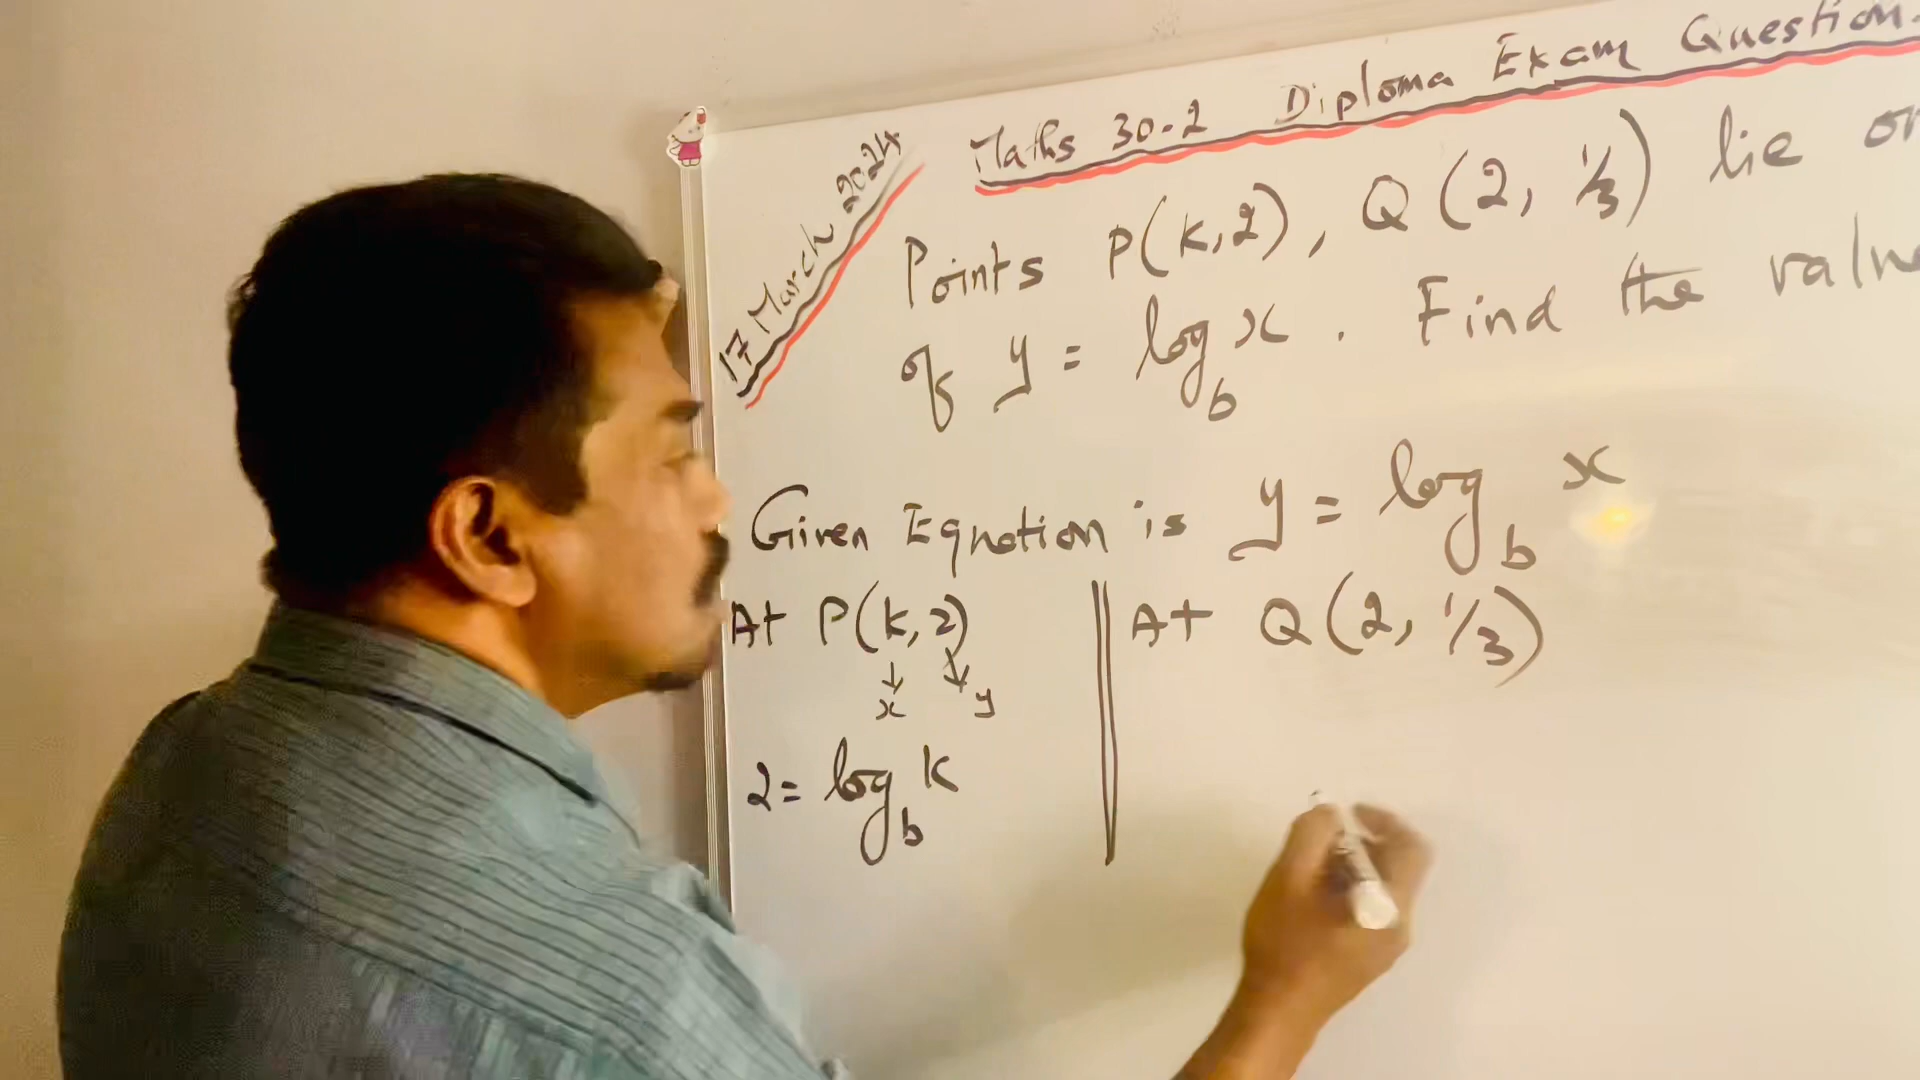 Maths 30-2 Diploma Exam Question
17 March 2024
Points P(k,2), Q(2, 1/3) lie on
of y = log_b x . Find the value
Given Equation is y = log_b x
At P(k, 2)
x y
2 = log_b k
At Q(2, 1/3)